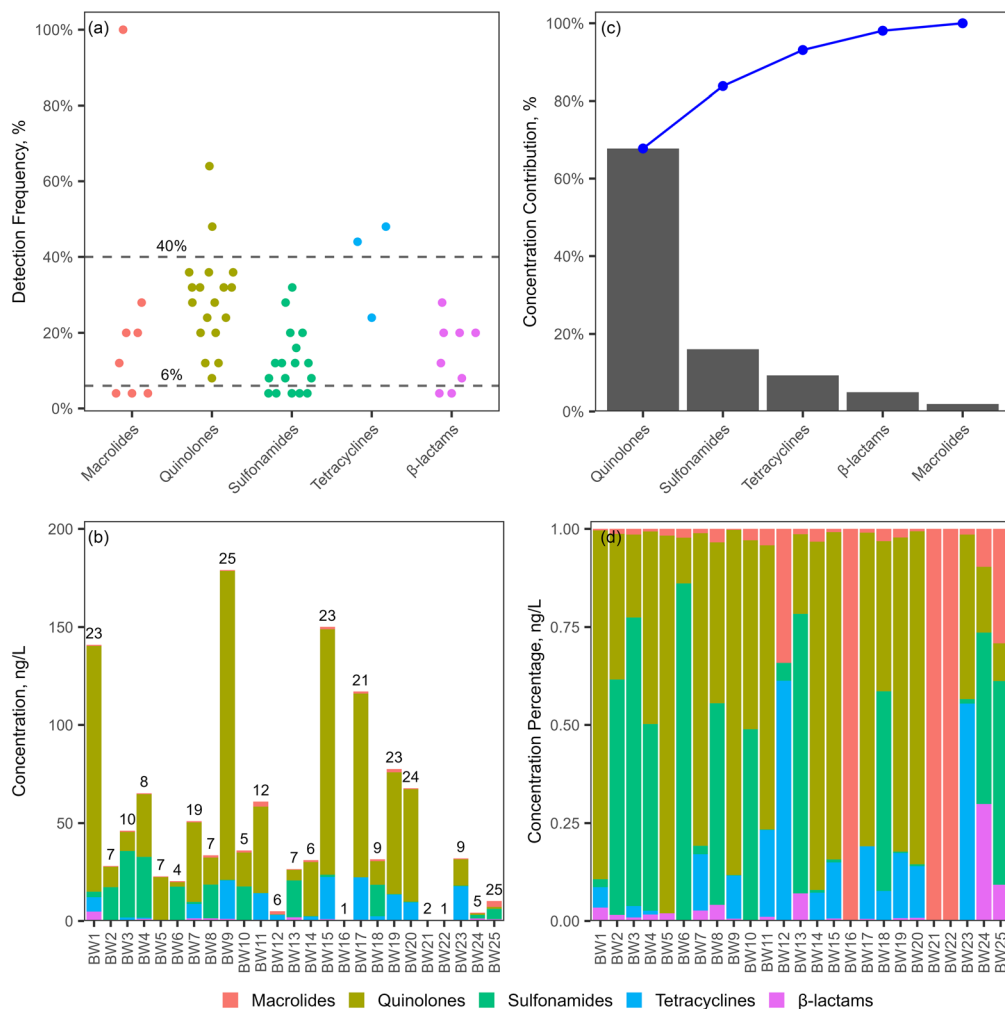 (a)
Detection Frequency, %
100%
80%
60%
40%
20%
0%
40%
6%
Macrolides
Quinolones
Sulfonamides
Tetracyclines
β-lactams
(c)
Concentration Contribution, %
100%
80%
60%
40%
20%
0%
Quinolones
Sulfonamides
Tetracyclines
β-lactams
Macrolides
(b)
Concentration, ng/L
200
150
100
50
0
23
7
10
8
7
4
19
7
25
5
12
6
7
6
23
1
21
9
23
24
2
1
9
5
25
BW1
BW2
BW3
BW4
BW5
BW6
BW7
BW8
BW9
BW10
BW11
BW12
BW13
BW14
BW15
BW16
BW17
BW18
BW19
BW20
BW21
BW22
BW23
BW24
BW25
(d)
Concentration Percentage, ng/L
1.00
0.75
0.50
0.25
0.00
BW1
BW2
BW3
BW4
BW5
BW6
BW7
BW8
BW9
BW10
BW11
BW12
BW13
BW14
BW15
BW16
BW17
BW18
BW19
BW20
BW21
BW22
BW23
BW24
BW25
Macrolides Quinolones Sulfonamides Tetracyclines β-lactams